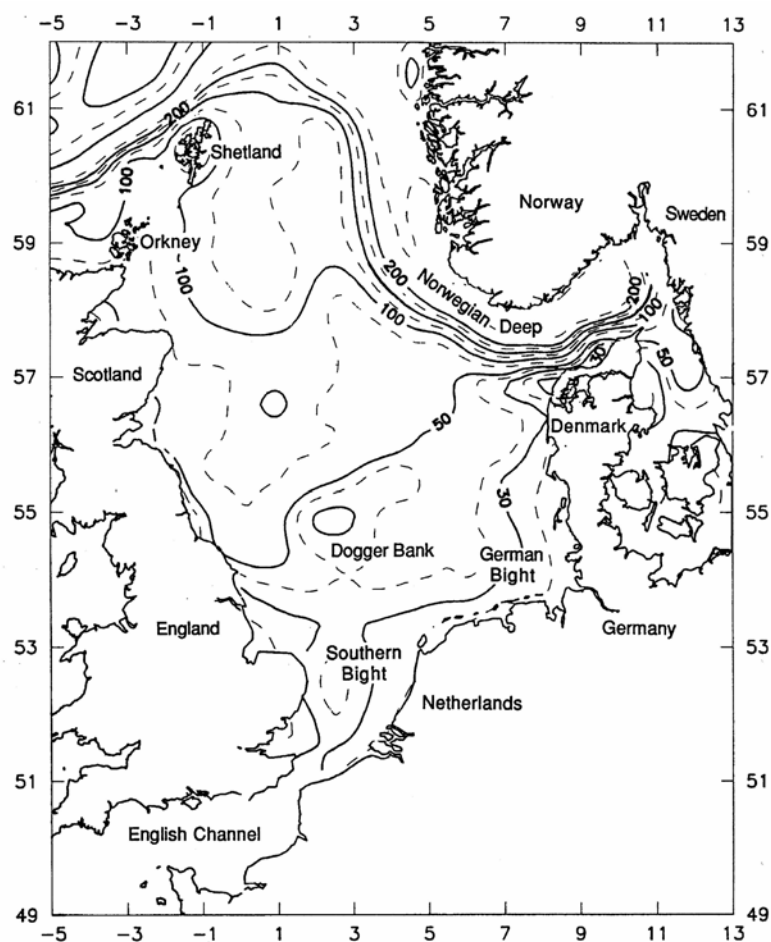 -5 -3 -1 1 3 5 7 9 11 13
61 61
200
Shetland
100
Norway
Sweden
59 59
Orkney
100
200
Norwegian
Deep
100
200
100
30
50
57 57
Scotland
50
Denmark
55 55
30
Dogger Bank
German
Bight
53 53
England
Germany
Southern
Bight
Netherlands
51 51
English Channel
49 49
-5 -3 -1 1 3 5 7 9 11 13